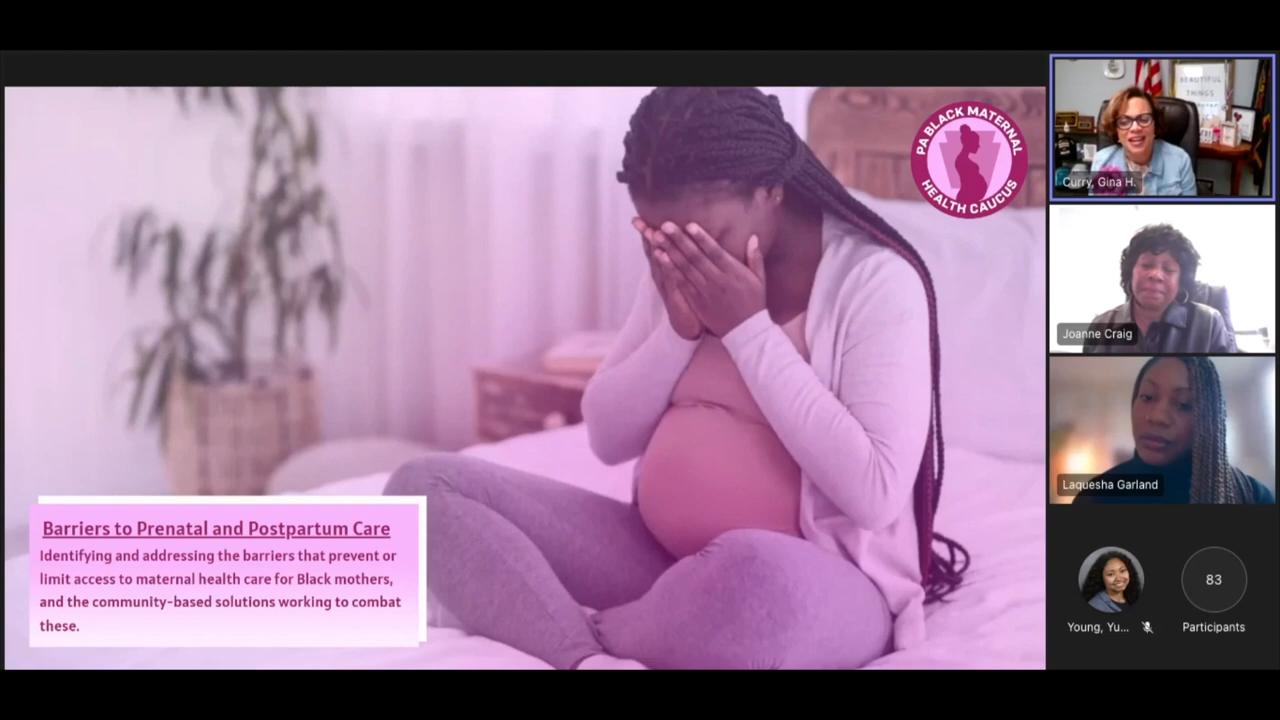 PA BLACK MATERNAL
HEALTH CAUCUS
Barriers to Prenatal and Postpartum Care
Identifying and addressing the barriers that prevent or
limit access to maternal health care for Black mothers,
and the community-based solutions working to combat
these.
BEAUTIFUL
THINGS
Curry, Gina H.
Joanne Craig
Laquesha Garland
Young, Yu...
83
Participants